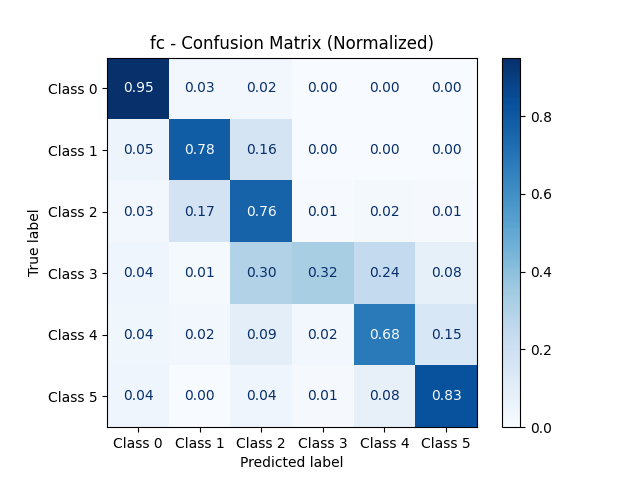 fc - Confusion Matrix (Normalized)
Class 0 0.95 0.03 0.02 0.00 0.00 0.00
Class 1 0.05 0.78 0.16 0.00 0.00 0.00
Class 2 0.03 0.17 0.76 0.01 0.02 0.01
Class 3 0.04 0.01 0.30 0.32 0.24 0.08
Class 4 0.04 0.02 0.09 0.02 0.68 0.15
Class 5 0.04 0.00 0.04 0.01 0.08 0.83
Class 0 Class 1 Class 2 Class 3 Class 4 Class 5
Predicted label
True label
0.8
0.6
0.4
0.2
0.0